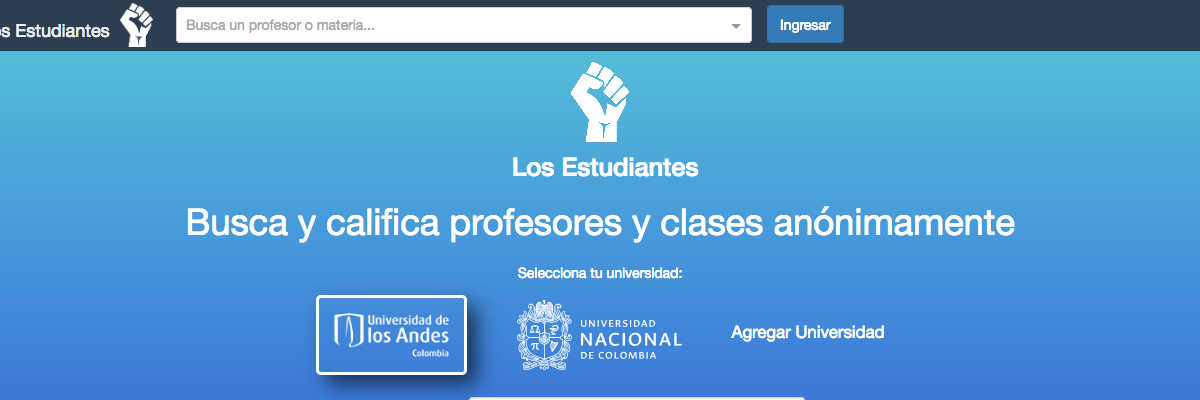 os Estudiantes
Busca un profesor o materia...
Ingresar
Los Estudiantes
Busca y califica profesores y clases anónimamente
Selecciona tu universidad:
Universidad de
los Andes
Colombia
UNIVERSIDAD
NACIONAL
DE COLOMBIA
Agregar Universidad